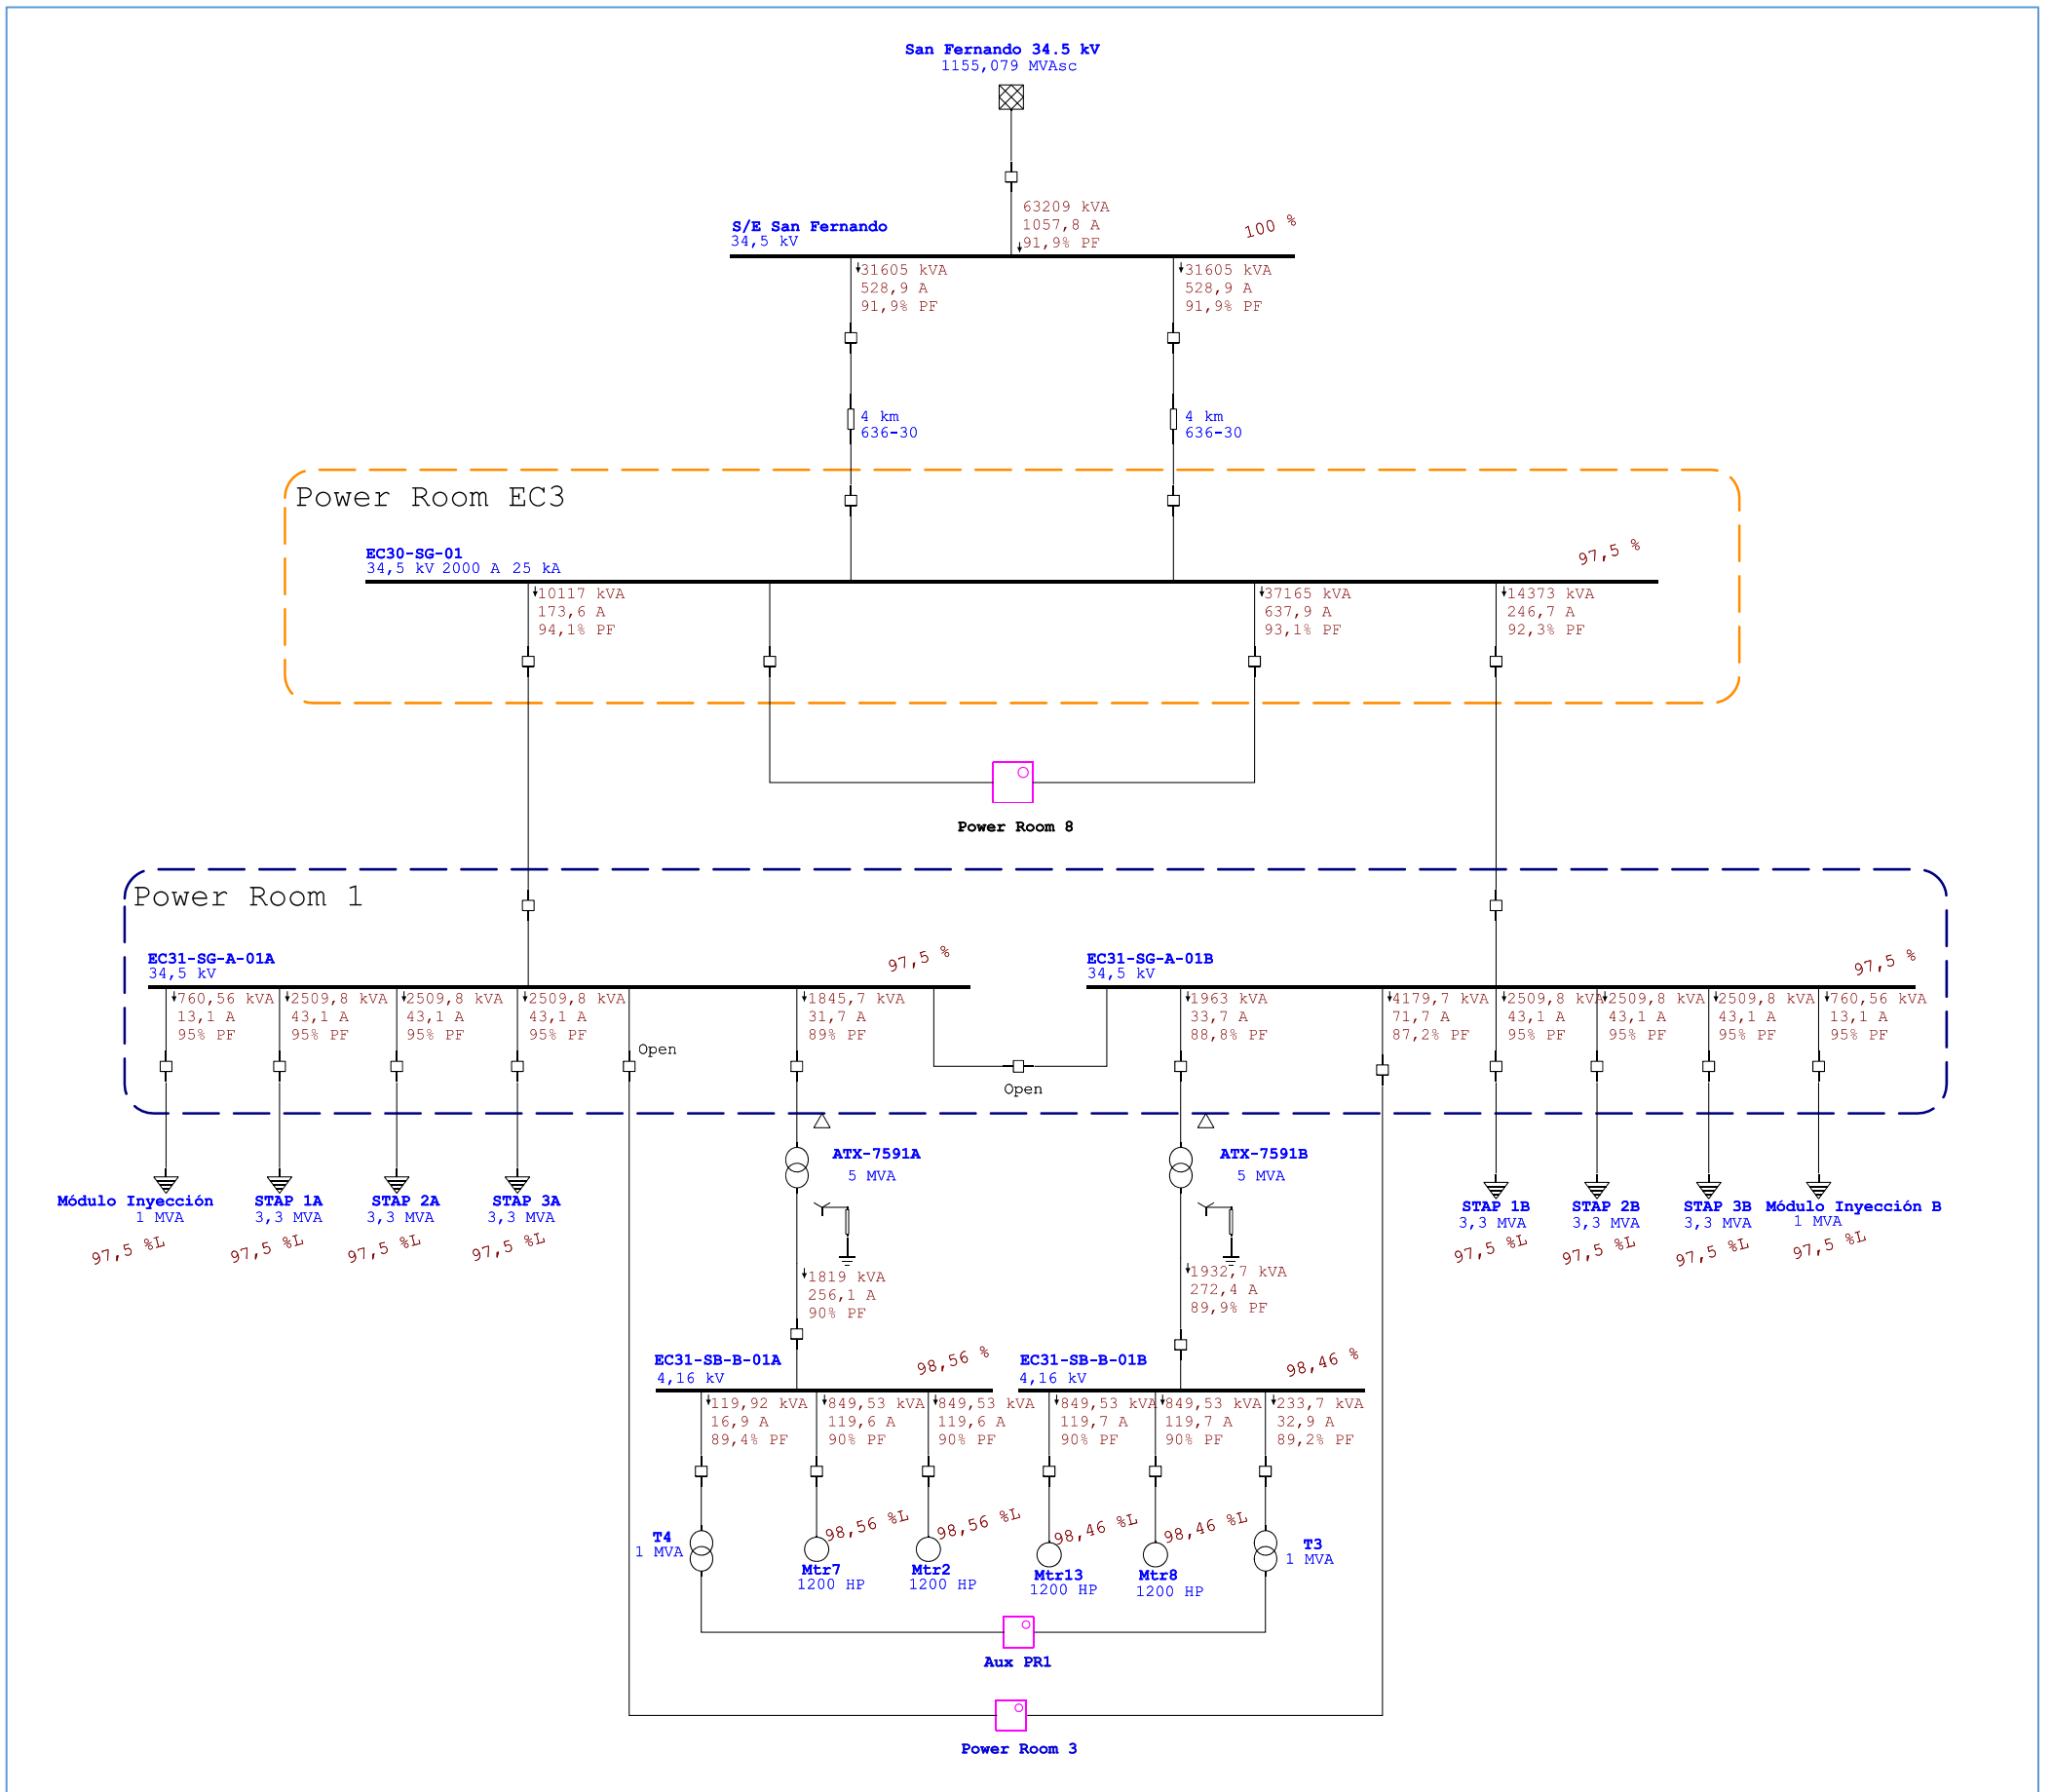 San Fernando 34.5 kV
1155,079 MVAsc
63209 kVA
1057,8 A
91,9% PF
100 %
S/E San Fernando
34,5 kV
31605 kVA
528,9 A
91,9% PF
31605 kVA
528,9 A
91,9% PF
4 km
636-30
4 km
636-30
Power Room EC3
EC30-SG-01
34,5 kV 2000 A 25 kA
97,5 %
10117 kVA
173,6 A
94,1% PF
37165 kVA
637,9 A
93,1% PF
14373 kVA
246,7 A
92,3% PF
Power Room 8
Power Room 1
EC31-SG-A-01A
34,5 kV
97,5 %
EC31-SG-A-01B
34,5 kV
97,5 %
760,56 kVA
13,1 A
95% PF
2509,8 kVA
43,1 A
95% PF
2509,8 kVA
43,1 A
95% PF
2509,8 kVA
43,1 A
95% PF
Open
1845,7 kVA
31,7 A
89% PF
Open
1963 kVA
33,7 A
88,8% PF
4179,7 kVA
71,7 A
87,2% PF
2509,8 kVA
43,1 A
95% PF
2509,8 kVA
43,1 A
95% PF
2509,8 kVA
43,1 A
95% PF
760,56 kVA
13,1 A
95% PF
ATX-7591A
5 MVA
ATX-7591B
5 MVA
Módulo Inyección
1 MVA
97,5 %L
STAP 1A
3,3 MVA
97,5 %L
STAP 2A
3,3 MVA
97,5 %L
STAP 3A
3,3 MVA
97,5 %L
STAP 1B
3,3 MVA
97,5 %L
STAP 2B
3,3 MVA
97,5 %L
STAP 3B
3,3 MVA
97,5 %L
Módulo Inyección B
1 MVA
97,5 %L
1819 kVA
256,1 A
90% PF
1932,7 kVA
272,4 A
89,9% PF
EC31-SB-B-01A
4,16 kV
98,56 %
EC31-SB-B-01B
4,16 kV
98,46 %
119,92 kVA
16,9 A
89,4% PF
849,53 kVA
119,6 A
90% PF
849,53 kVA
119,6 A
90% PF
849,53 kVA
119,7 A
90% PF
849,53 kVA
119,7 A
90% PF
233,7 kVA
32,9 A
89,2% PF
T4
1 MVA
98,56 %L
Mtr7
1200 HP
98,56 %L
Mtr2
1200 HP
98,46 %L
Mtr13
1200 HP
98,46 %L
Mtr8
1200 HP
T3
1 MVA
Aux PR1
Power Room 3